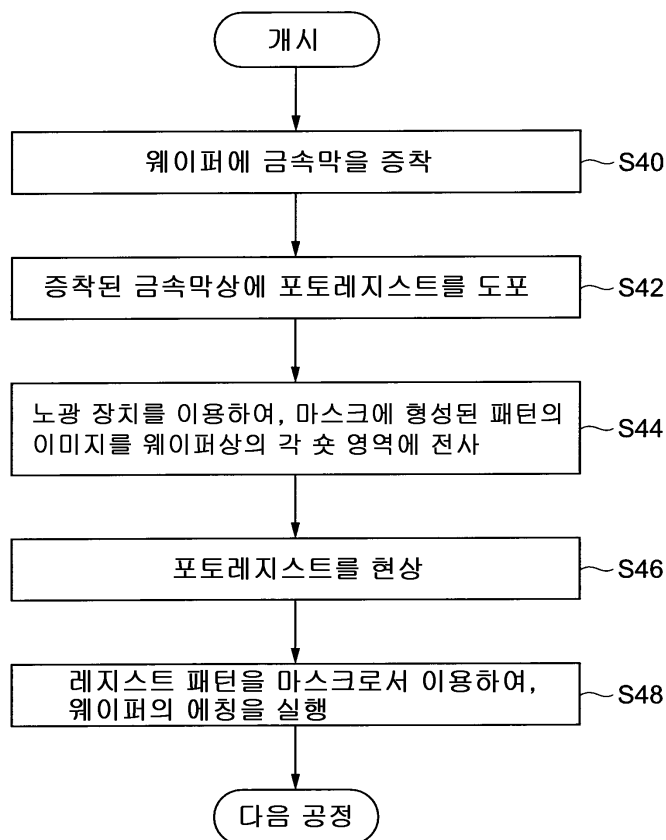 개시
웨이퍼에 금속막을 증착
S40
증착된 금속막상에 포토레지스트를 도포
S42
노광 장치를 이용하여, 마스크에 형성된 패턴의
이미지를 웨이퍼상의 각 숏 영역에 전사
S44
포토레지스트를 현상
S46
레지스트 패턴을 마스크로서 이용하여,
웨이퍼의 에칭을 실행
S48
다음 공정